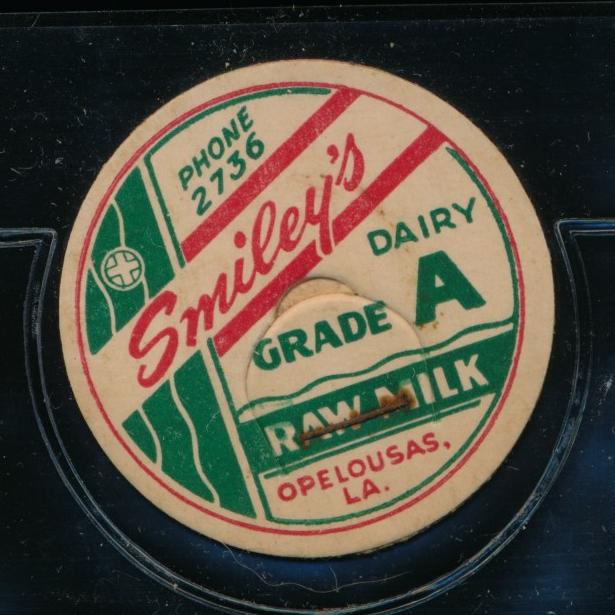 PHONE
2736
Smiley's
DAIRY
GRADE A
RAW MILK
OPELOUSAS,
LA.